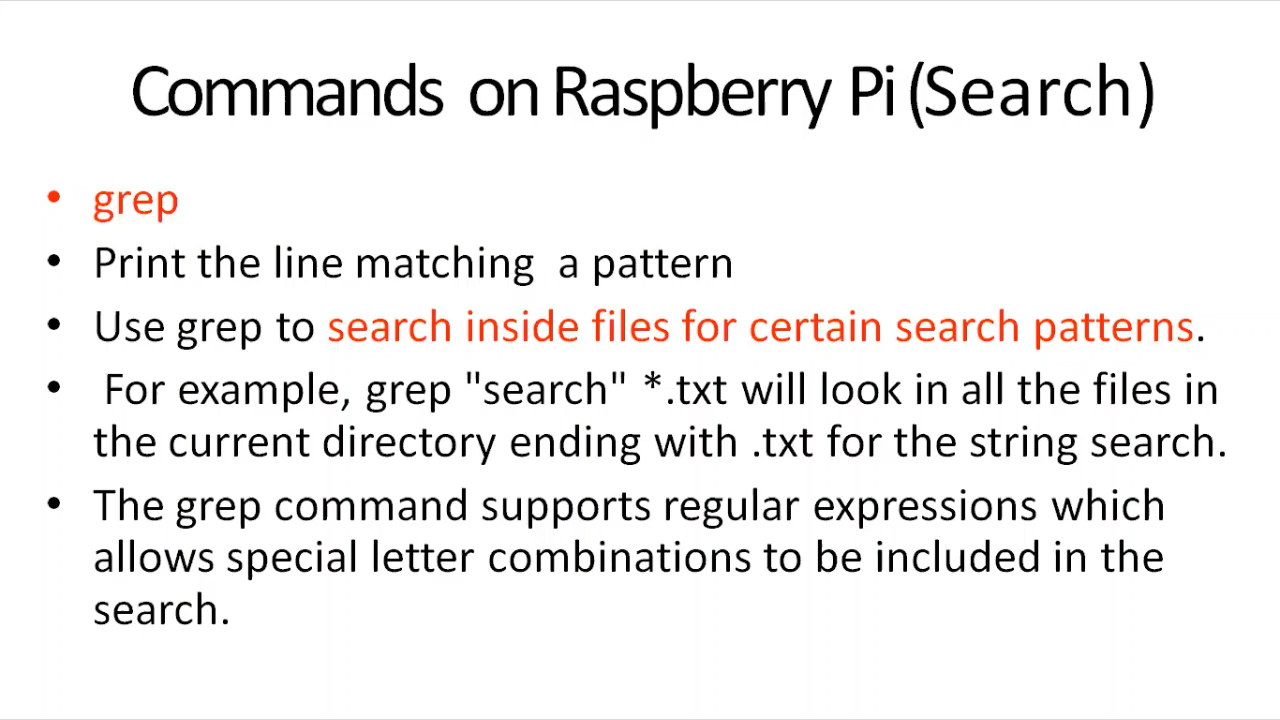 Commands on Raspberry Pi (Search)
• grep
• Print the line matching a pattern
• Use grep to search inside files for certain search patterns.
• For example, grep "search" *.txt will look in all the files in
the current directory ending with .txt for the string search.
• The grep command supports regular expressions which
allows special letter combinations to be included in the
search.